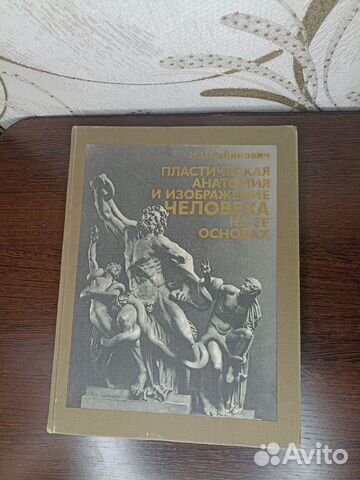 М.Ц. Рабинович
ПЛАСТИЧЕСКАЯ
АНАТОМИЯ
И ИЗОБРАЖЕНИЕ
ЧЕЛОВЕКА
НА ЕЕ
ОСНОВАХ
Avito